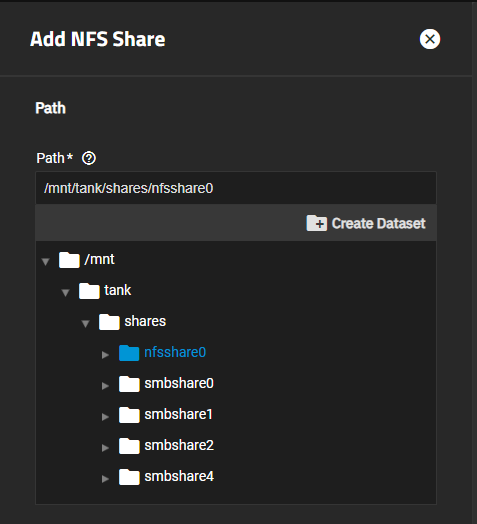 Add NFS Share
Path
Path*
/mnt/tank/shares/nfsshare0
Create Dataset
/mnt
tank
shares
nfsshare0
smbshare0
smbshare1
smbshare2
smbshare4